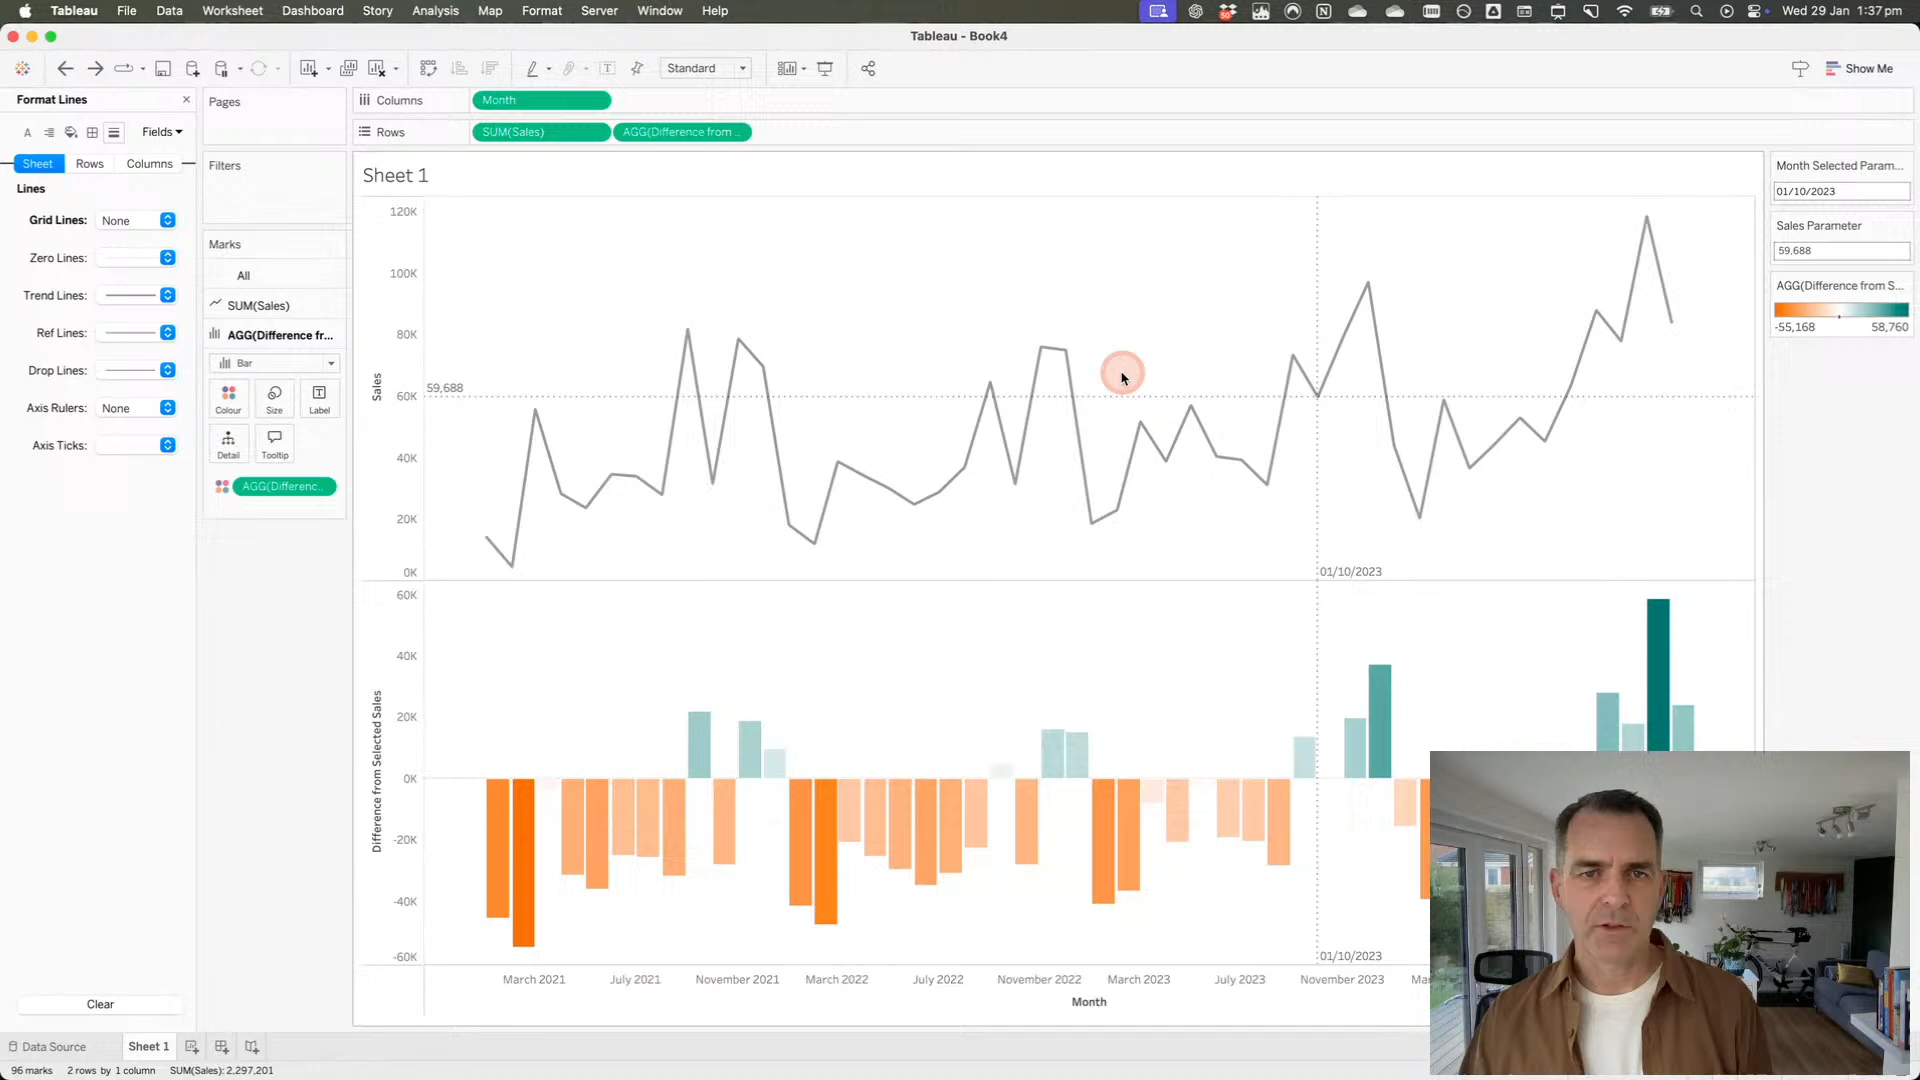 Tableau File Data Worksheet Dashboard Story Analysis Map Format Server Window Help Wed 29 Jan 1:37 pm
Tableau - Book4
Standard
Show Me
Format Lines
Fields
Sheet Rows Columns
Lines
Grid Lines: None
Zero Lines:
Trend Lines:
Ref Lines:
Drop Lines:
Axis Rulers: None
Axis Ticks:
Clear
Pages
Filters
Marks
All
SUM(Sales)
AGG(Difference fr...
Bar
Colour Size Label
Detail Tooltip
AGG(Differenc..
Columns Month
Rows SUM(Sales) AGG(Difference from ..
Sheet 1
120K
100K
80K
60K
40K
20K
0K
Sales
59,688
01/10/2023
60K
40K
20K
0K
-20K
-40K
-60K
Difference from Selected Sales
01/10/2023
March 2021 July 2021 November 2021 March 2022 July 2022 November 2022 March 2023 July 2023 November 2023
Month
Month Selected Param...
01/10/2023
Sales Parameter
59,688
AGG(Difference from S...
-55,168 58,760
Data Source Sheet 1
96 marks 2 rows by 1 column SUM(Sales): 2,297,201